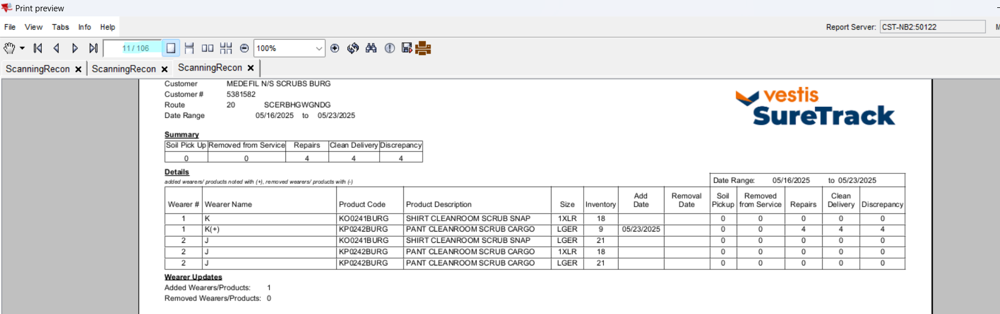 Print preview
File View Tabs Info Help Report Server: CST-NB2:50122 M
11 / 106 100%
ScanningRecon ScanningRecon ScanningRecon
Customer MEDEFIL N/S SCRUBS BURG
Customer # 5381582
Route 20 SCERBHGWGNDG
Date Range 05/16/2025 to 05/23/2025
vestis
SureTrack
Summary
Soil Pick Up Removed from Service Repairs Clean Delivery Discrepancy
0 0 4 4 4
Details
added wearers/ products noted with (+), removed wearers/ products with (-)
Date Range: 05/16/2025 to 05/23/2025
Wearer # Wearer Name Product Code Product Description Size Inventory Add Date Removal Date Soil Pickup Removed from Service Repairs Clean Delivery Discrepancy
1 K KO0241BURG SHIRT CLEANROOM SCRUB SNAP 1XLR 18 0 0 0 0 0
1 K(+) KP0242BURG PANT CLEANROOM SCRUB CARGO LGER 9 05/23/2025 0 0 4 4 4
2 J KO0241BURG SHIRT CLEANROOM SCRUB SNAP LGER 21 0 0 0 0 0
2 J KP0242BURG PANT CLEANROOM SCRUB CARGO 1XLR 18 0 0 0 0 0
2 J KP0242BURG PANT CLEANROOM SCRUB CARGO LGER 21 0 0 0 0 0
Wearer Updates
Added Wearers/Products: 1
Removed Wearers/Products: 0